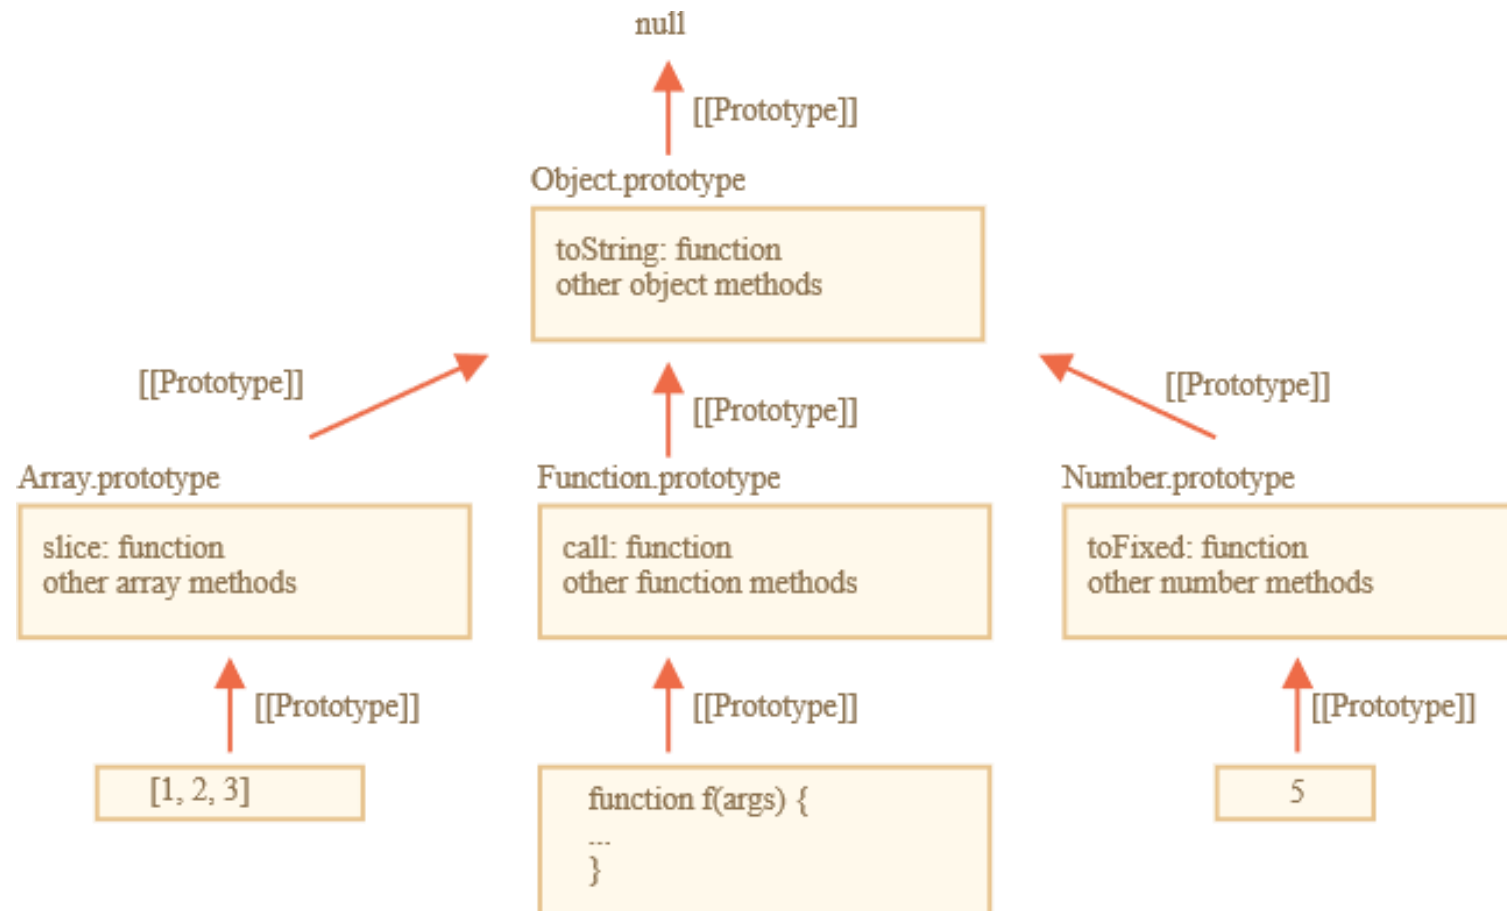 null
[[Prototype]]
Object.prototype
toString: function
other object methods
[[Prototype]]
[[Prototype]]
[[Prototype]]
Array.prototype
slice: function
other array methods
Function.prototype
call: function
other function methods
Number.prototype
toFixed: function
other number methods
[[Prototype]]
[[Prototype]]
[[Prototype]]
[1, 2, 3]
function f(args) {
...
}
5